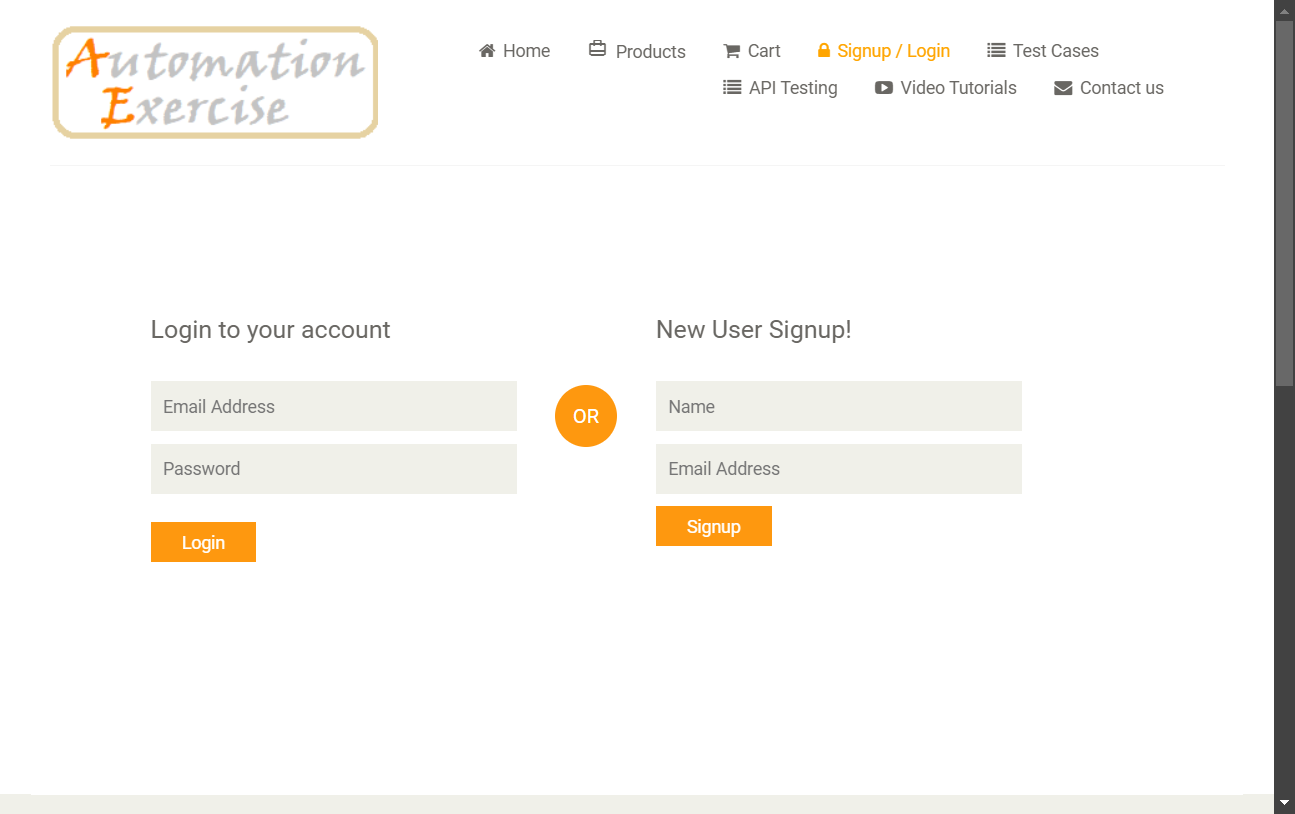 Automation
Exercise
Home Products Cart Signup / Login Test Cases
API Testing Video Tutorials Contact us
Login to your account
Email Address
Password
Login
OR
New User Signup!
Name
Email Address
Signup